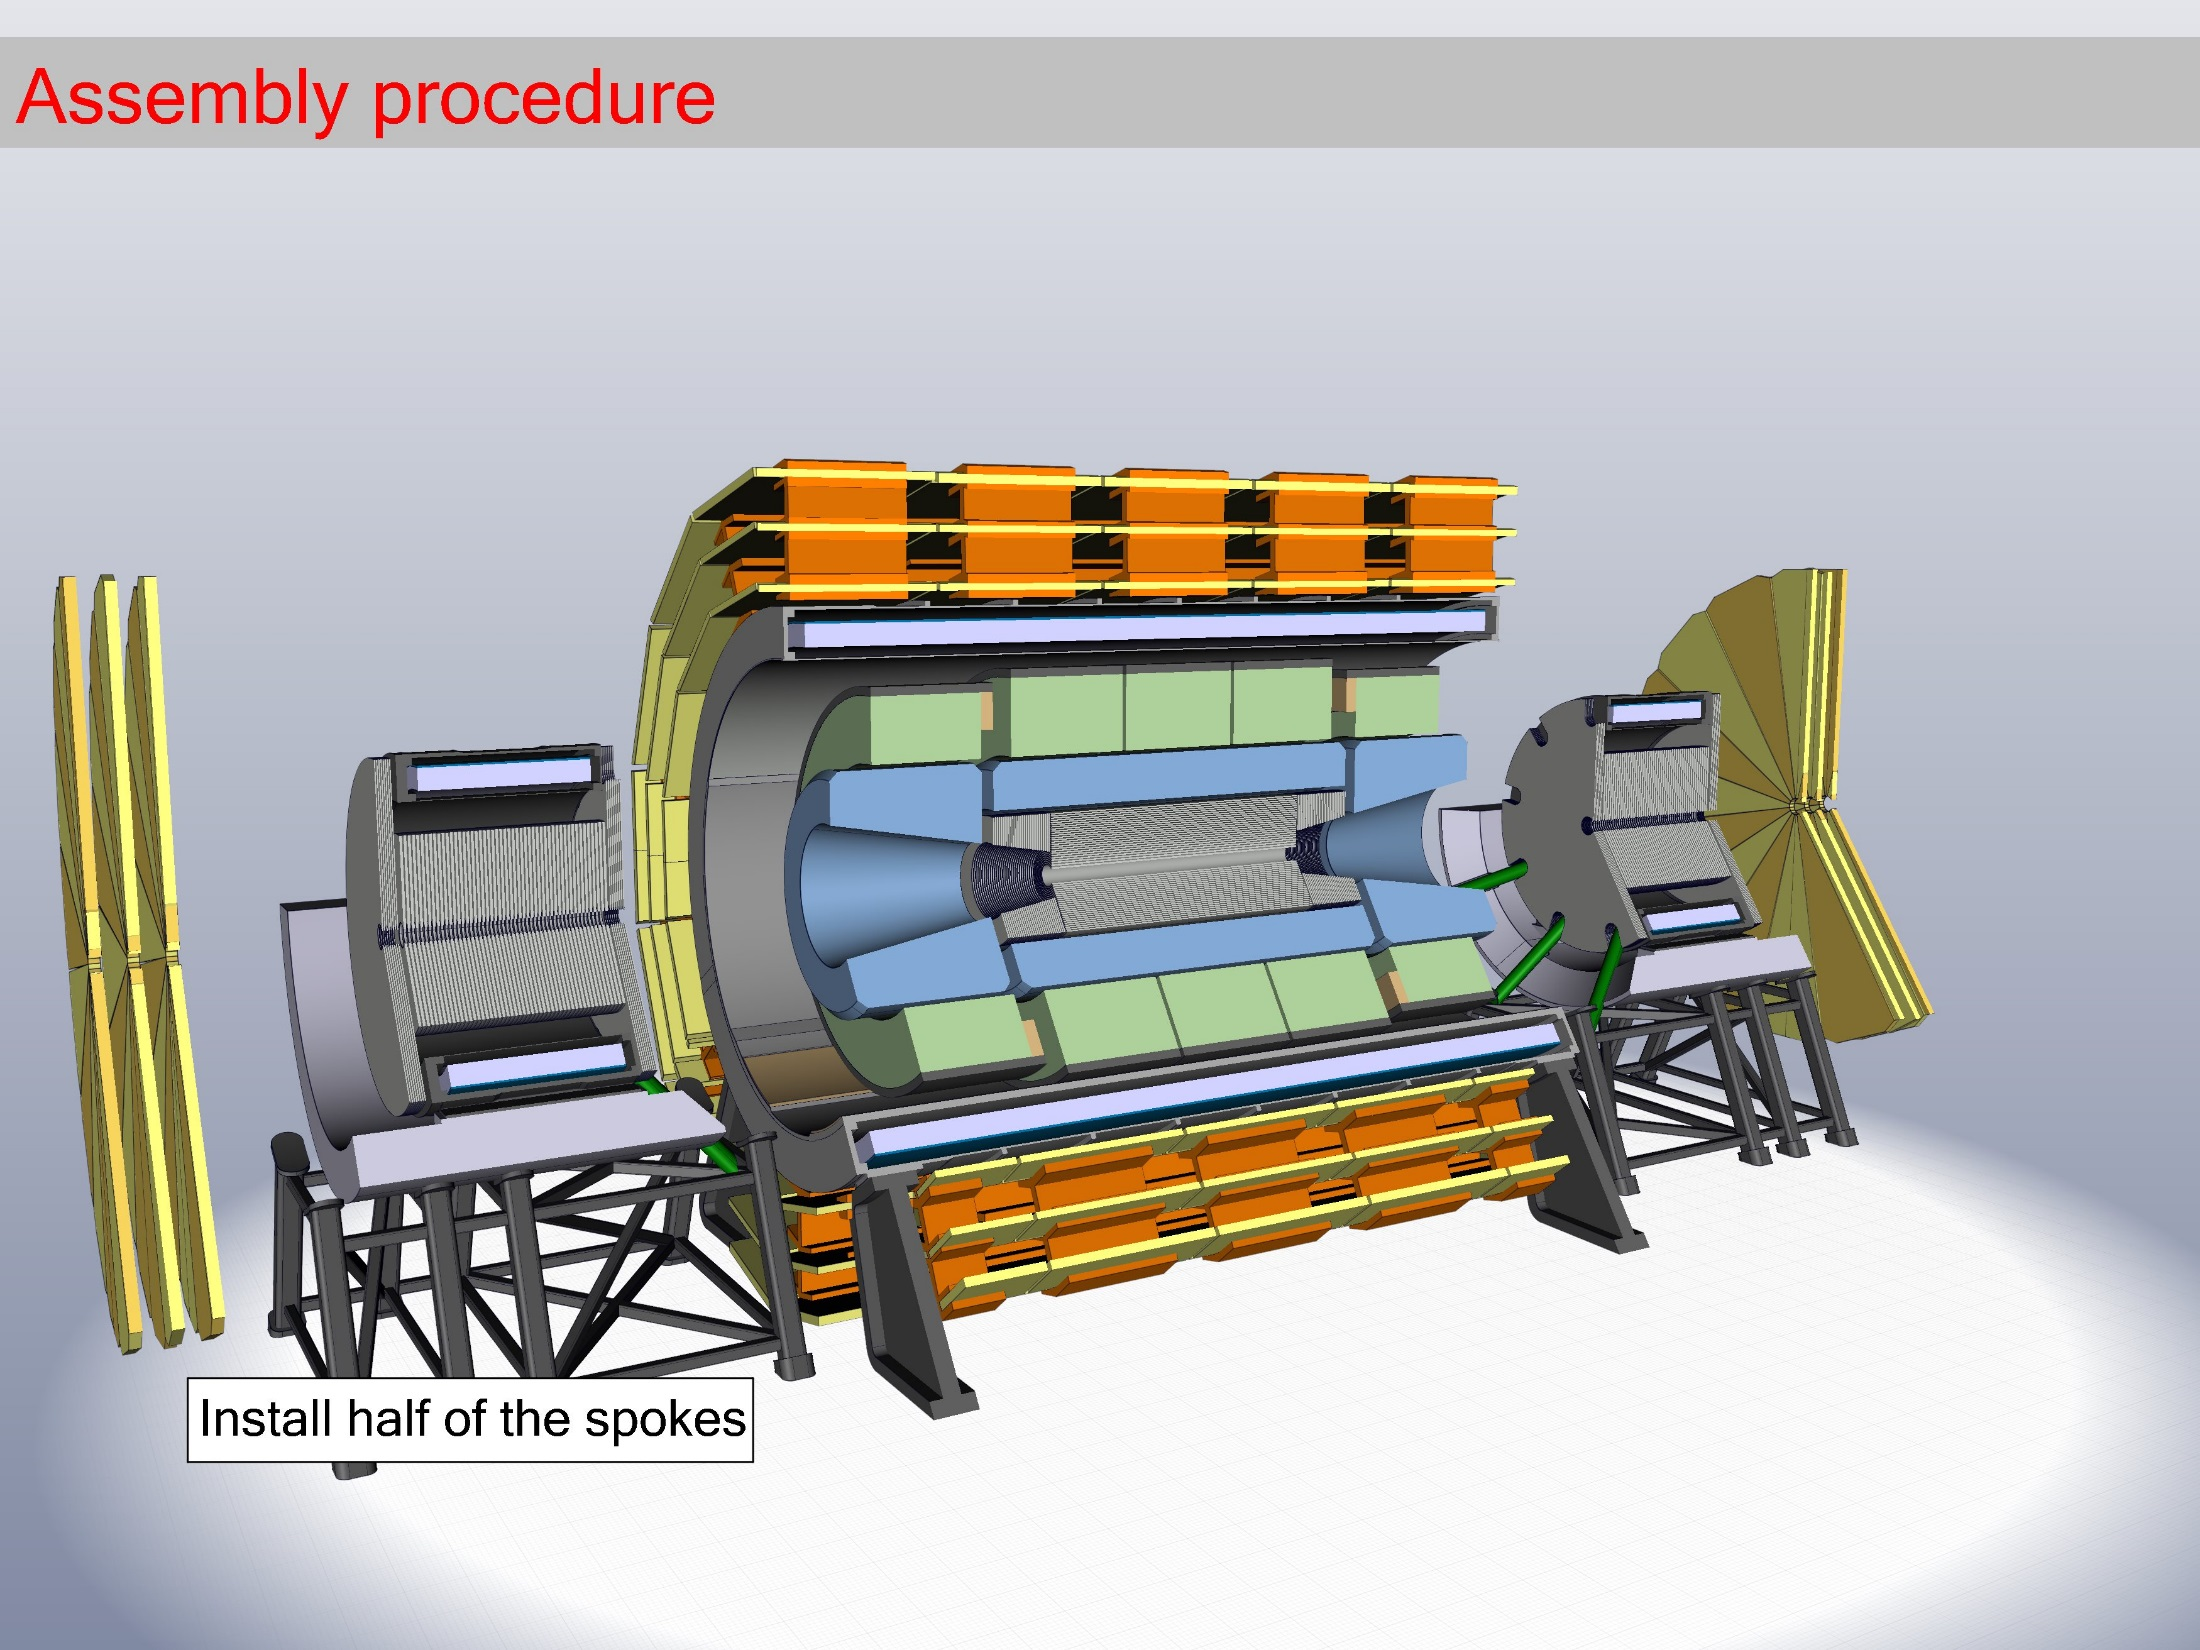 Assembly procedure
Install half of the spokes